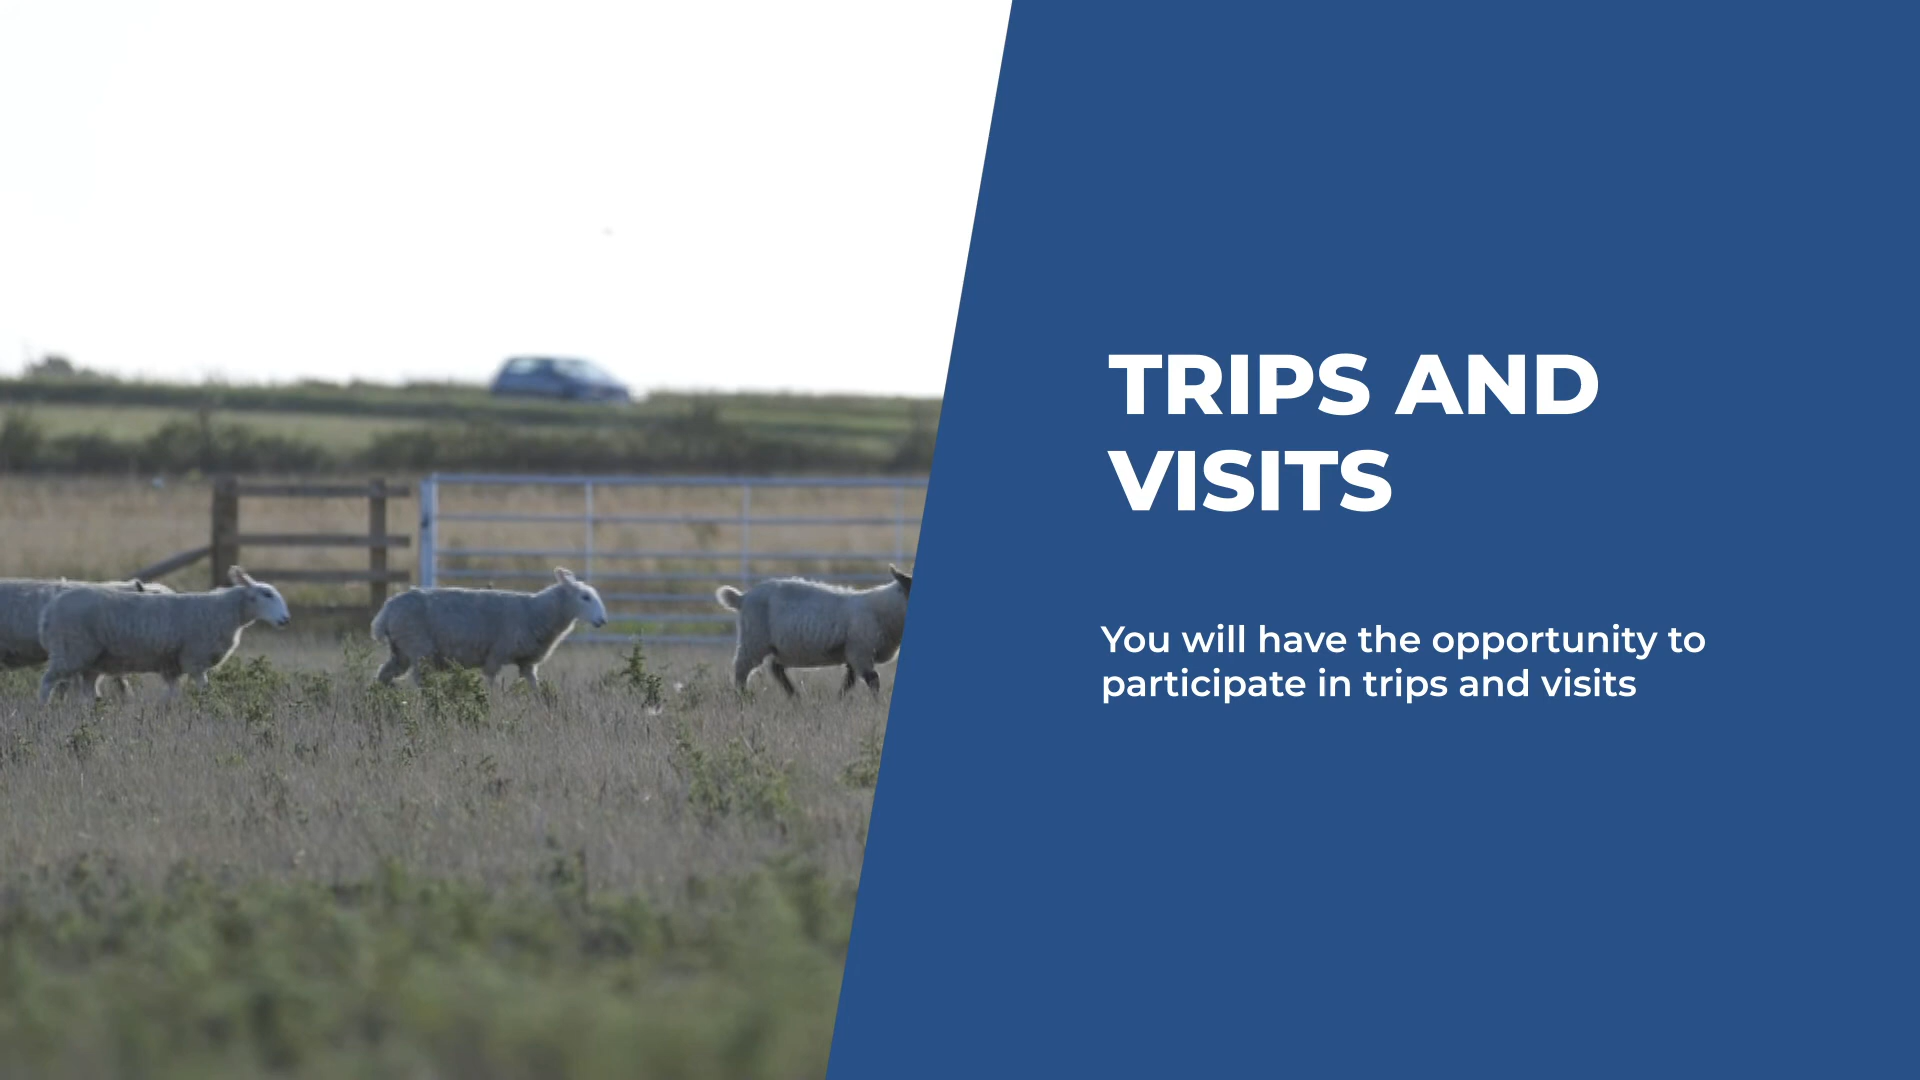 TRIPS AND
VISITS
You will have the opportunity to
participate in trips and visits